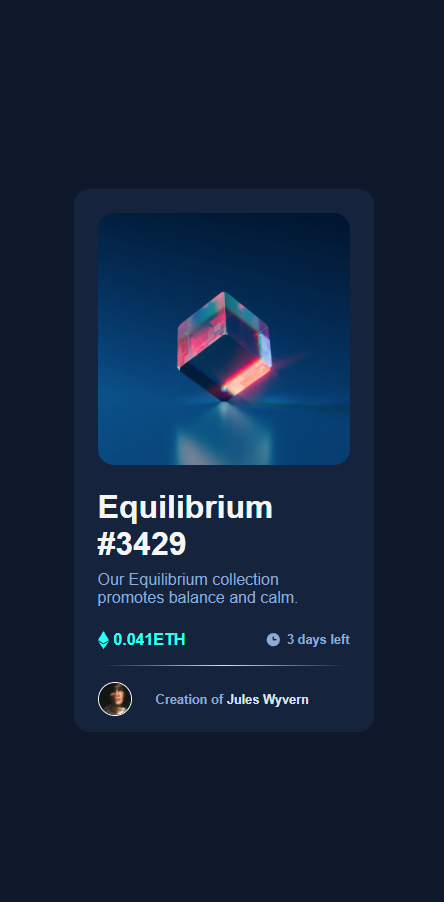 Equilibrium
#3429
Our Equilibrium collection
promotes balance and calm.
0.041ETH
3 days left
Creation of Jules Wyvern